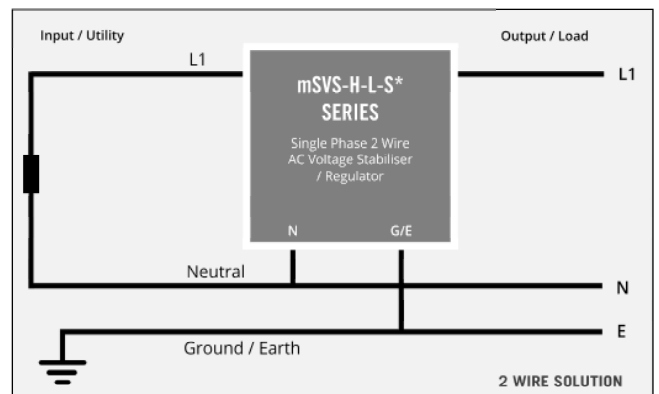 Input / Utility
Output / Load
L1
L1
mSVS-H-L-S*
SERIES
Single Phase 2 Wire
AC Voltage Stabiliser
/ Regulator
N
G/E
Neutral
N
E
Ground / Earth
2 WIRE SOLUTION